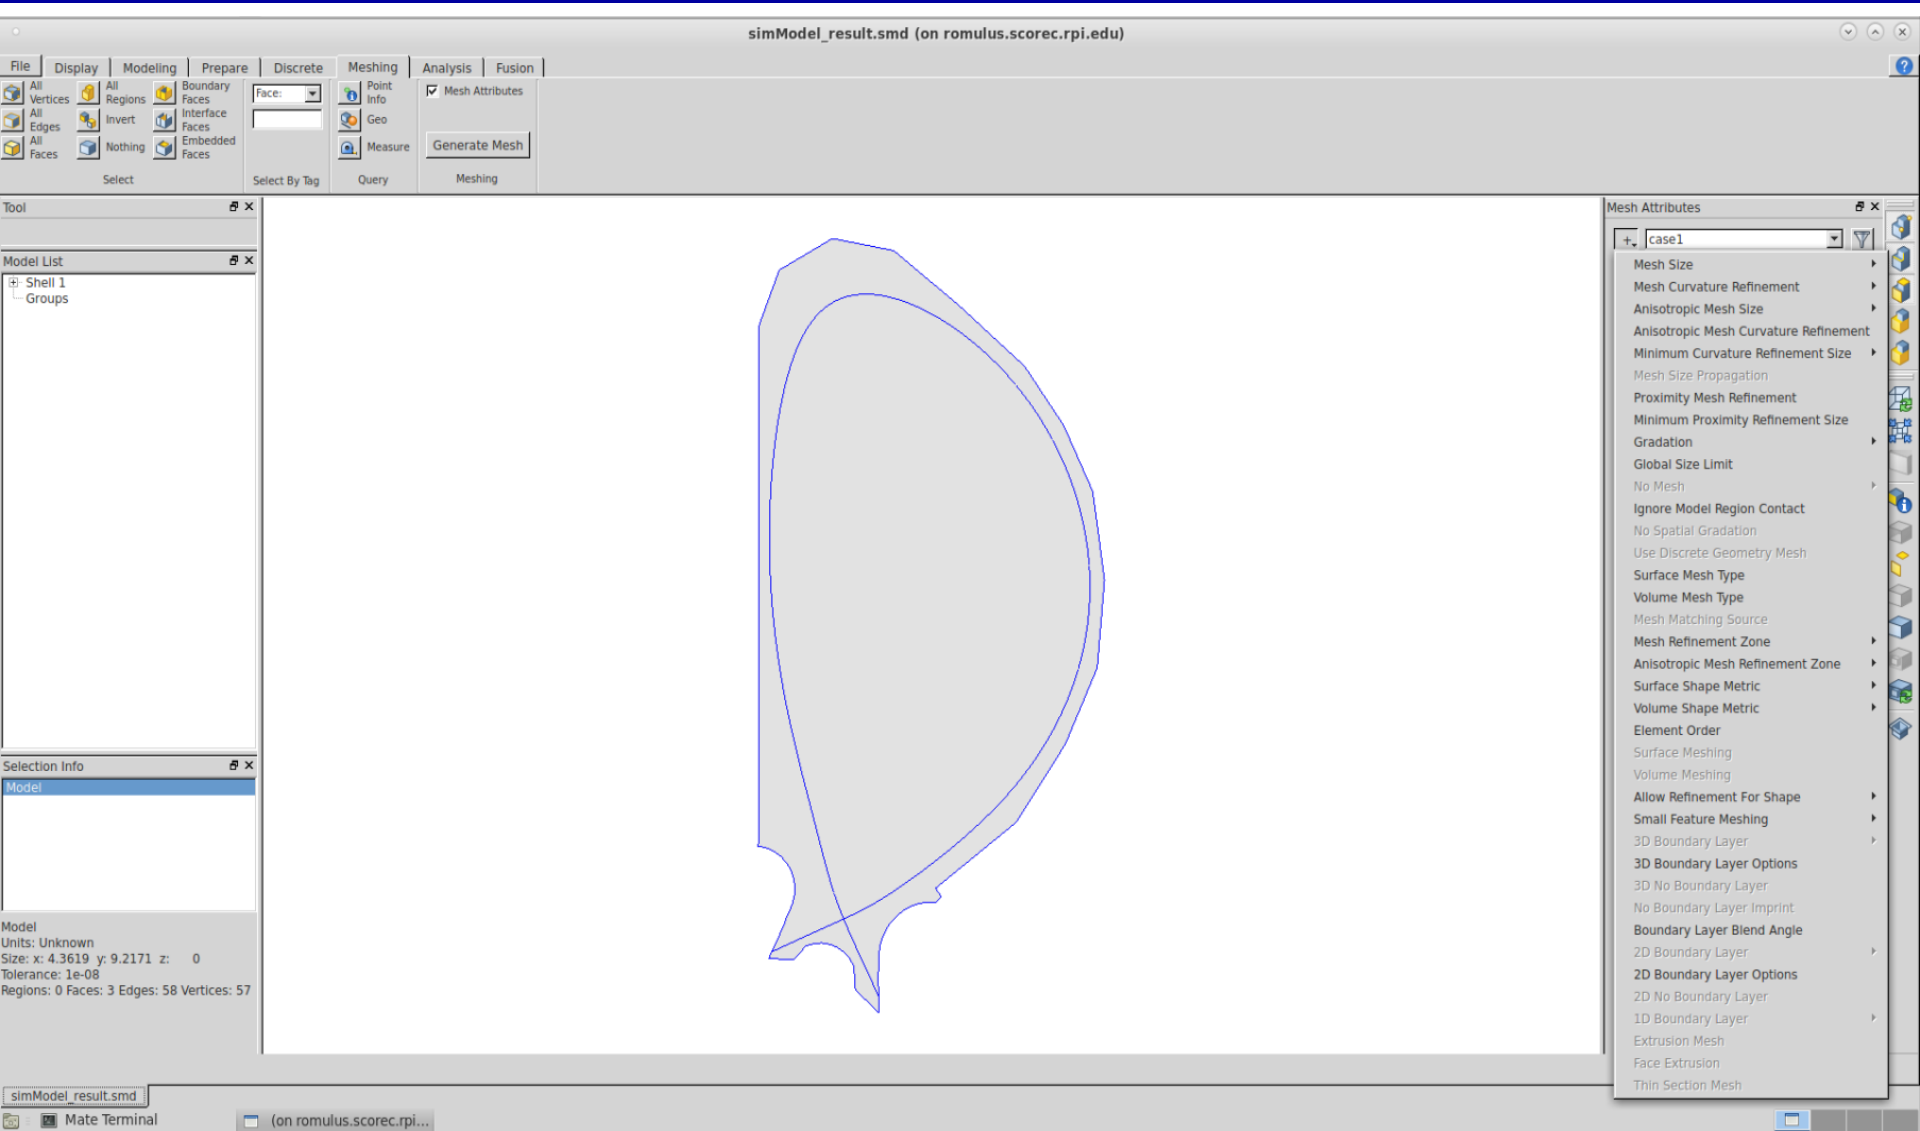 simModel_result.smd (on romulus.scorec.rpi.edu)
File Display Modeling Prepare Discrete Meshing Analysis Fusion
All Vertices
All Regions
Boundary Faces
All Edges
Invert
Interface Faces
All Faces
Nothing
Embedded Faces
Select
Face:
Select By Tag
Point Info
Geo
Measure
Query
Mesh Attributes
Generate Mesh
Meshing
Tool
Model List
Shell 1
Groups
Selection Info
Model
Model
Units: Unknown
Size: x: 4.3619 y: 9.2171 z: 0
Tolerance: 1e-08
Regions: 0 Faces: 3 Edges: 58 Vertices: 57
Mesh Attributes
case1
Mesh Size
Mesh Curvature Refinement
Anisotropic Mesh Size
Anisotropic Mesh Curvature Refinement
Minimum Curvature Refinement Size
Mesh Size Propagation
Proximity Mesh Refinement
Minimum Proximity Refinement Size
Gradation
Global Size Limit
No Mesh
Ignore Model Region Contact
No Spatial Gradation
Use Discrete Geometry Mesh
Surface Mesh Type
Volume Mesh Type
Mesh Matching Source
Mesh Refinement Zone
Anisotropic Mesh Refinement Zone
Surface Shape Metric
Volume Shape Metric
Element Order
Surface Meshing
Volume Meshing
Allow Refinement For Shape
Small Feature Meshing
3D Boundary Layer
3D Boundary Layer Options
3D No Boundary Layer
No Boundary Layer Imprint
Boundary Layer Blend Angle
2D Boundary Layer
2D Boundary Layer Options
2D No Boundary Layer
1D Boundary Layer
Extrusion Mesh
Face Extrusion
Thin Section Mesh
simModel_result.smd
Mate Terminal
(on romulus.scorec.rpi...